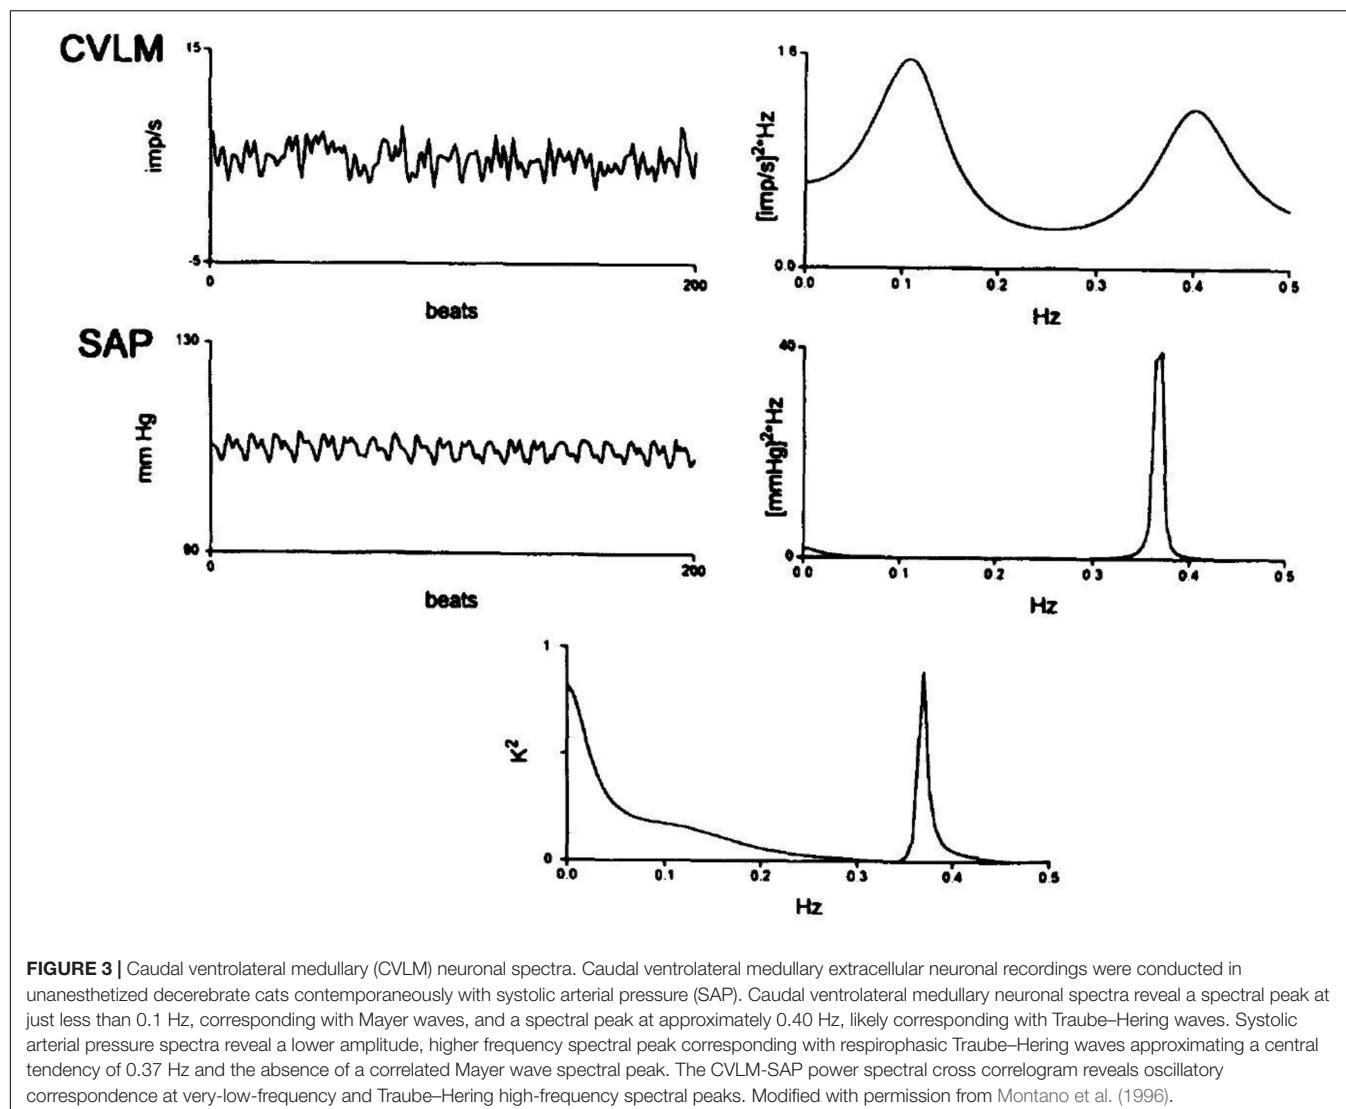 CVLM
15
imp/s
-5
0
200
beats
1 6
[imp/s]²*Hz
0.0
0.0
0 1
0.2
0.3
0.4
0.5
Hz
SAP
130
mm Hg
90
0
200
beats
40
[mmHg]²*Hz
0
0 0
0 1
0 2
0 3
0 4
0 5
Hz
1
K²
0
0.0
0.1
0.2
0.3
0.4
0.5
Hz
FIGURE 3 | Caudal ventrolateral medullary (CVLM) neuronal spectra. Caudal ventrolateral medullary extracellular neuronal recordings were conducted in
unanesthetized decerebrate cats contemporaneously with systolic arterial pressure (SAP). Caudal ventrolateral medullary neuronal spectra reveal a spectral peak at
just less than 0.1 Hz, corresponding with Mayer waves, and a spectral peak at approximately 0.40 Hz, likely corresponding with Traube–Hering waves. Systolic
arterial pressure spectra reveal a lower amplitude, higher frequency spectral peak corresponding with respirophasic Traube–Hering waves approximating a central
tendency of 0.37 Hz and the absence of a correlated Mayer wave spectral peak. The CVLM-SAP power spectral cross correlogram reveals oscillatory
correspondence at very-low-frequency and Traube–Hering high-frequency spectral peaks. Modified with permission from Montano et al. (1996).